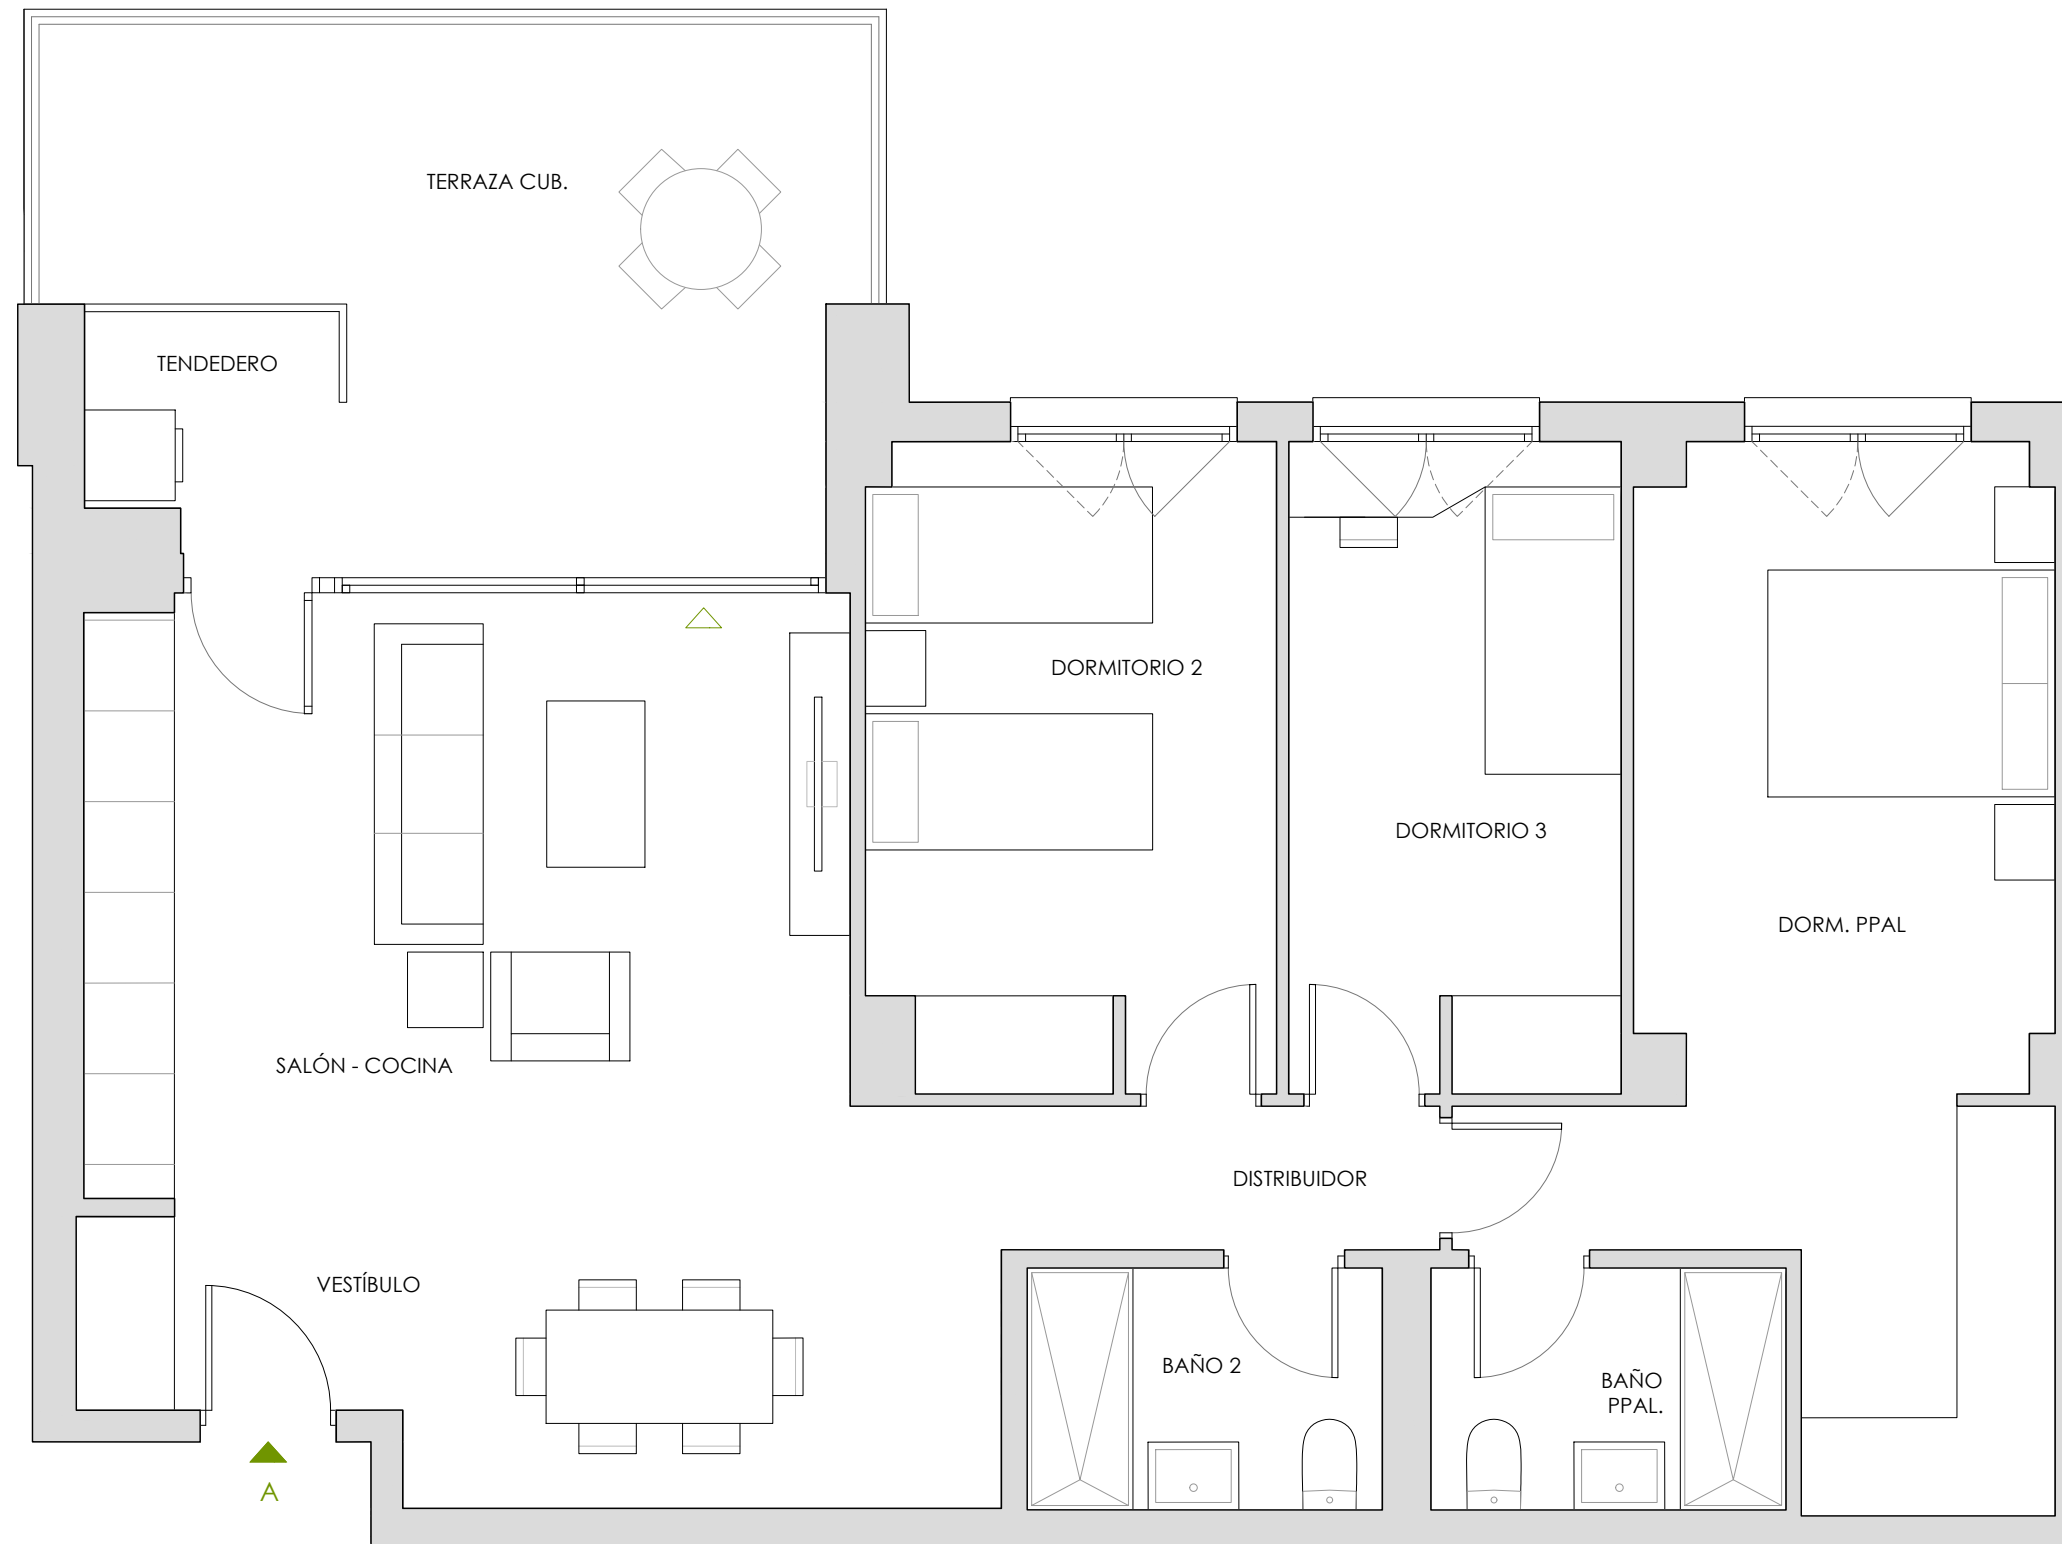 TERRAZA CUB.
TENDEDERO
DORMITORIO 2
DORMITORIO 3
DORM. PPAL
SALÓN - COCINA
DISTRIBUIDOR
VESTÍBULO
BAÑO 2
BAÑO
PPAL.
A